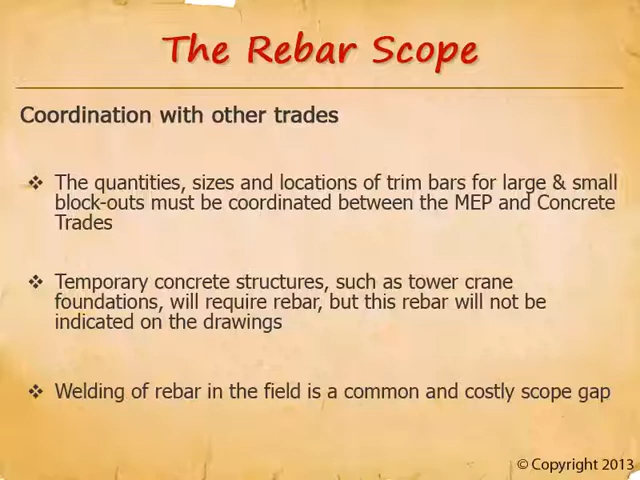 The Rebar Scope
Coordination with other trades
❖ The quantities, sizes and locations of trim bars for large & small
block-outs must be coordinated between the MEP and Concrete
Trades
❖ Temporary concrete structures, such as tower crane
foundations, will require rebar, but this rebar will not be
indicated on the drawings
❖ Welding of rebar in the field is a common and costly scope gap
© Copyright 2013